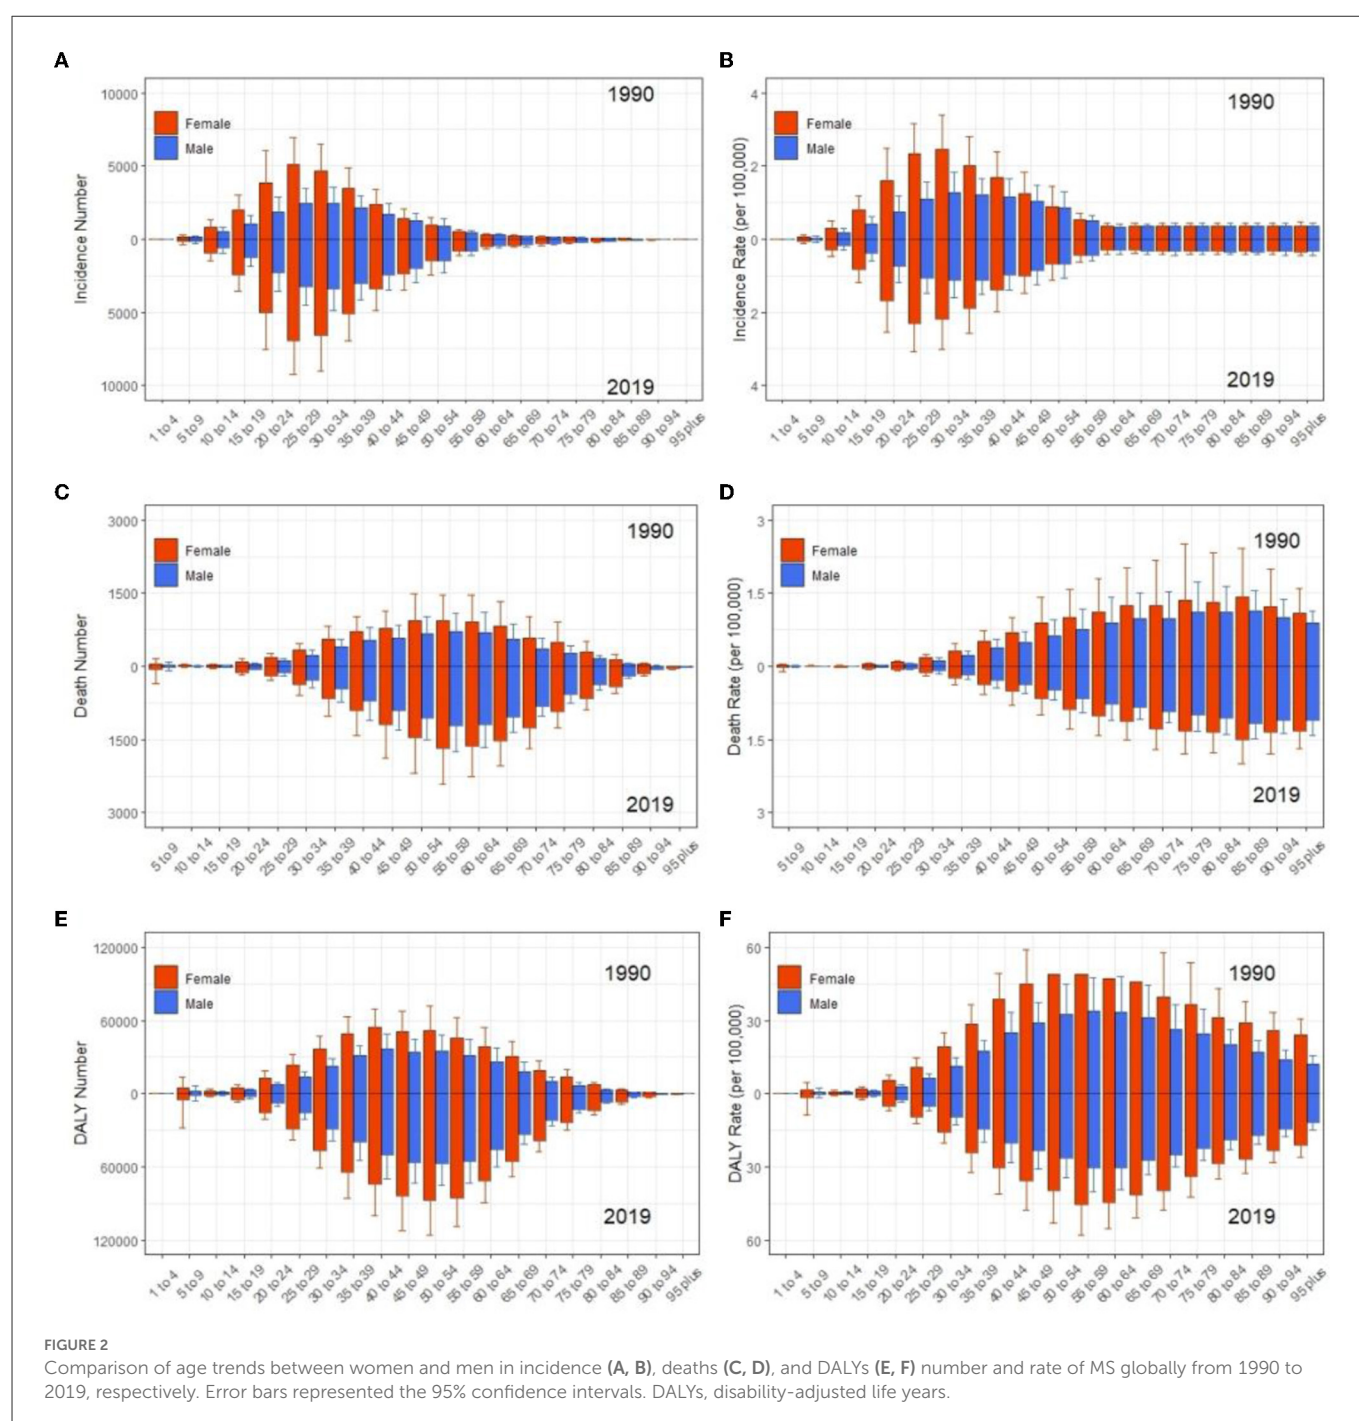 A
10000
5000
0
5000
10000
Incidence Number
Female
Male
1990
2019
1 to 4
5 to 9
10 to 14
15 to 19
20 to 24
25 to 29
30 to 34
35 to 39
40 to 44
45 to 49
50 to 54
55 to 59
60 to 64
65 to 69
70 to 74
75 to 79
80 to 84
85 to 89
90 to 94
95 plus
B
4
2
0
2
4
Incidence Rate (per 100,000)
Female
Male
1990
2019
1 to 4
5 to 9
10 to 14
15 to 19
20 to 24
25 to 29
30 to 34
35 to 39
40 to 44
45 to 49
50 to 54
55 to 59
60 to 64
65 to 69
70 to 74
75 to 79
80 to 84
85 to 89
90 to 94
95 plus
C
3000
1500
0
1500
3000
Death Number
Female
Male
1990
2019
5 to 9
10 to 14
15 to 19
20 to 24
25 to 29
30 to 34
35 to 39
40 to 44
45 to 49
50 to 54
55 to 59
60 to 64
65 to 69
70 to 74
75 to 79
80 to 84
85 to 89
90 to 94
95 plus
D
3
1.5
0
1.5
3
Death Rate (per 100,000)
Female
Male
1990
2019
5 to 9
10 to 14
15 to 19
20 to 24
25 to 29
30 to 34
35 to 39
40 to 44
45 to 49
50 to 54
55 to 59
60 to 64
65 to 69
70 to 74
75 to 79
80 to 84
85 to 89
90 to 94
95 plus
E
120000
60000
0
60000
120000
DALY Number
Female
Male
1990
2019
1 to 4
5 to 9
10 to 14
15 to 19
20 to 24
25 to 29
30 to 34
35 to 39
40 to 44
45 to 49
50 to 54
55 to 59
60 to 64
65 to 69
70 to 74
75 to 79
80 to 84
85 to 89
90 to 94
95 plus
F
60
30
0
30
60
DALY Rate (per 100,000)
Female
Male
1990
2019
1 to 4
5 to 9
10 to 14
15 to 19
20 to 24
25 to 29
30 to 34
35 to 39
40 to 44
45 to 49
50 to 54
55 to 59
60 to 64
65 to 69
70 to 74
75 to 79
80 to 84
85 to 89
90 to 94
95 plus
FIGURE 2
Comparison of age trends between women and men in incidence (A, B), deaths (C, D), and DALYs (E, F) number and rate of MS globally from 1990 to
2019, respectively. Error bars represented the 95% confidence intervals. DALYs, disability-adjusted life years.